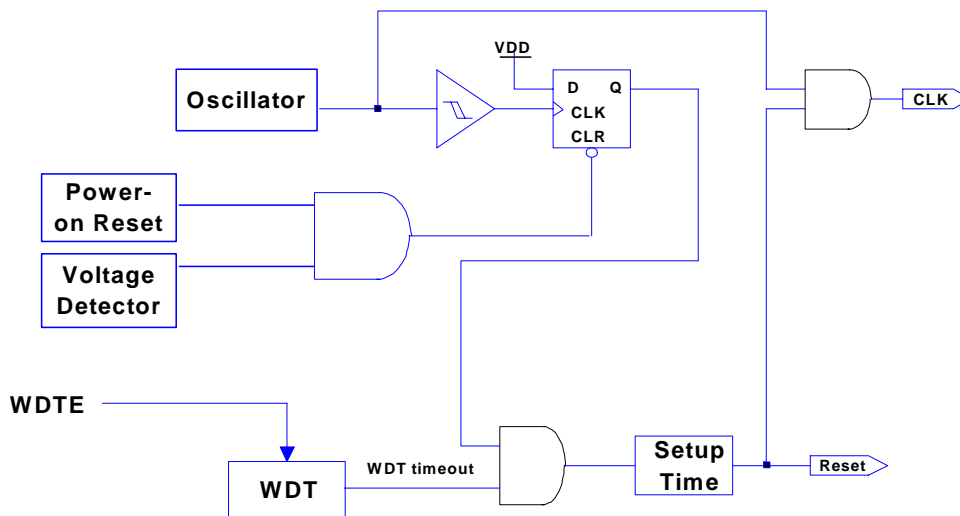 VDD
Oscillator
D Q
CLK
CLR
CLK
Power-
on Reset
Voltage
Detector
WDTE
WDT timeout
WDT
Setup
Time
Reset